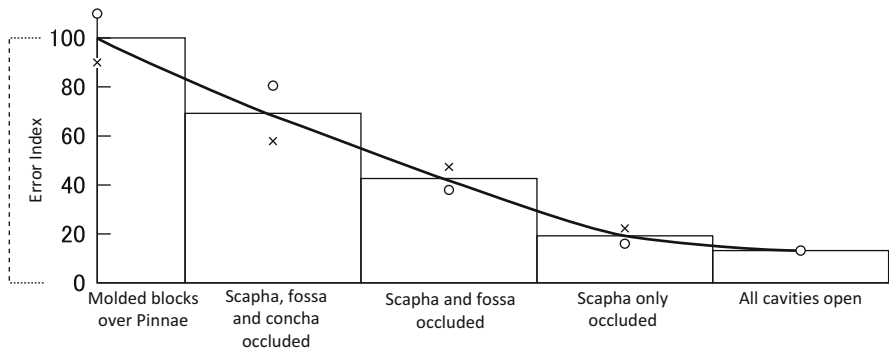 100
80
60
40
20
0
Error Index
Molded blocks
over Pinnae
Scapha, fossa
and concha
occluded
Scapha and fossa
occluded
Scapha only
occluded
All cavities open